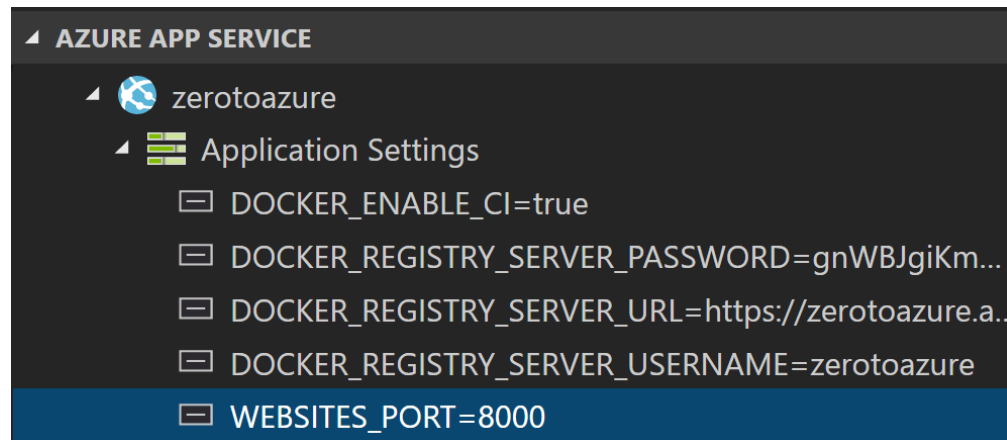 AZURE APP SERVICE
zerotoazure
Application Settings
DOCKER_ENABLE_CI=true
DOCKER_REGISTRY_SERVER_PASSWORD=gnWBJgiKm...
DOCKER_REGISTRY_SERVER_URL=https://zerotoazure.a...
DOCKER_REGISTRY_SERVER_USERNAME=zerotoazure
WEBSITES_PORT=8000